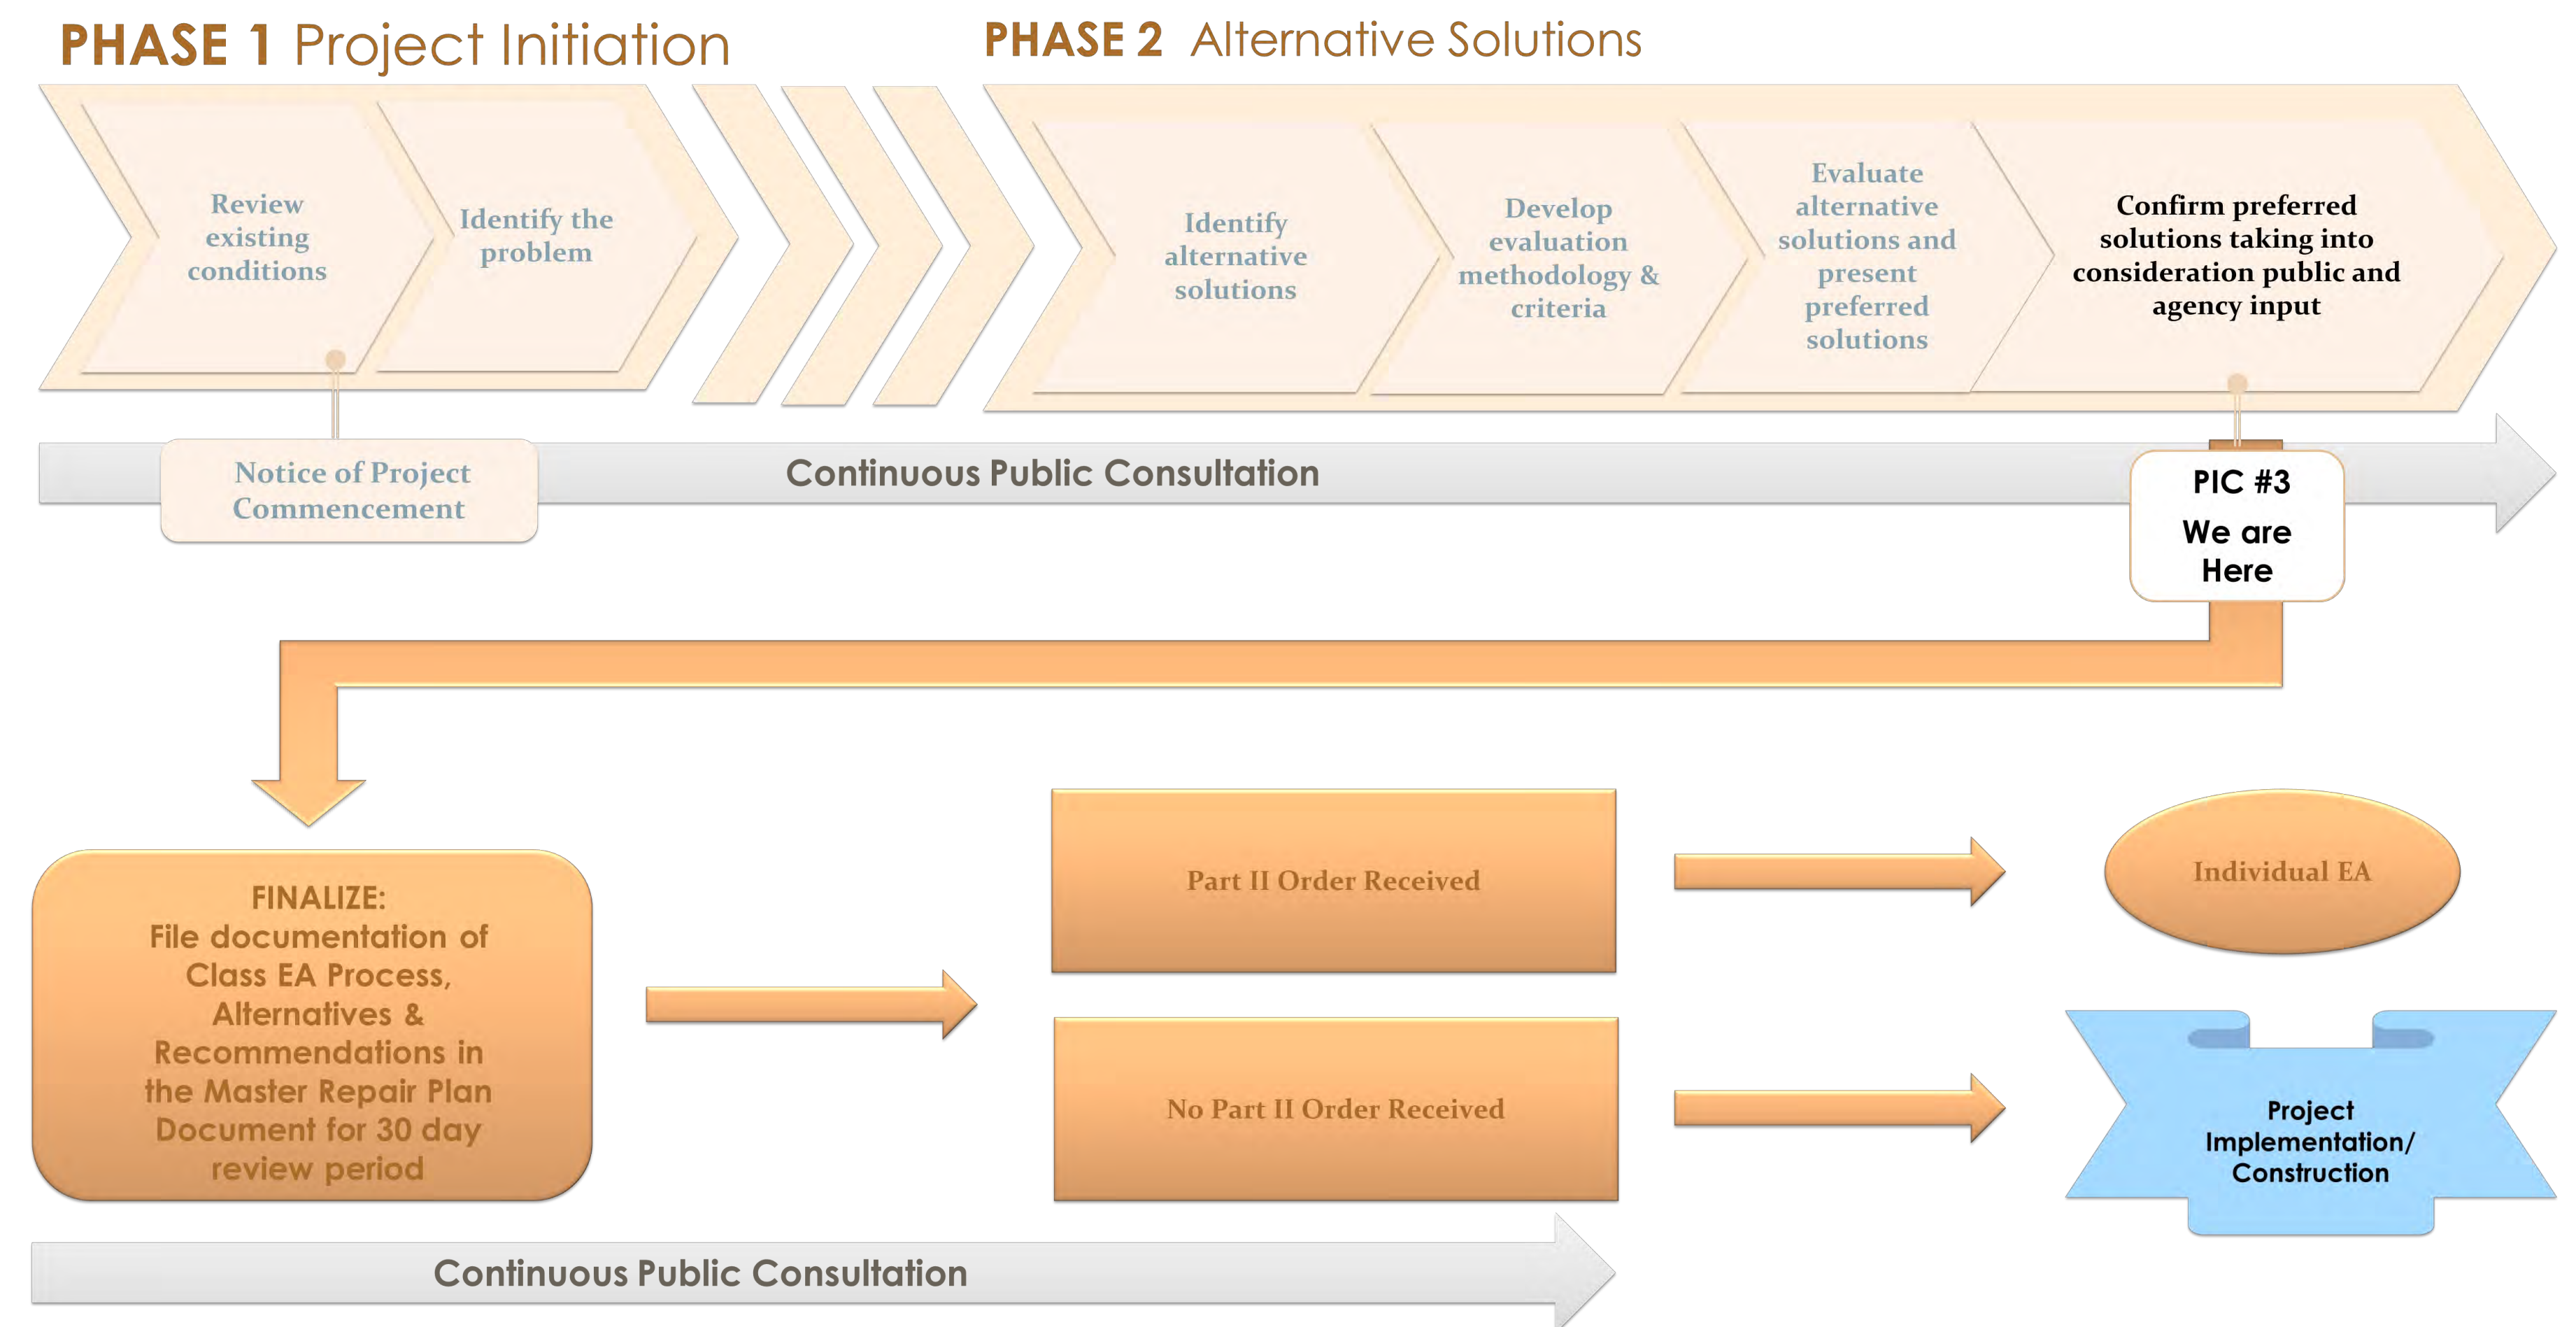 PHASE 1 Project Initiation
PHASE 2 Alternative Solutions
Review
existing
conditions
Identify the
problem
Identify
alternative
solutions
Develop
evaluation
methodology &
criteria
Evaluate
alternative
solutions and
present
preferred
solutions
Confirm preferred
solutions taking into
consideration public and
agency input
Notice of Project
Commencement
Continuous Public Consultation
PIC #3
We are
Here
FINALIZE:
File documentation of
Class EA Process,
Alternatives &
Recommendations in
the Master Repair Plan
Document for 30 day
review period
Part II Order Received
Individual EA
No Part II Order Received
Project
Implementation/
Construction
Continuous Public Consultation